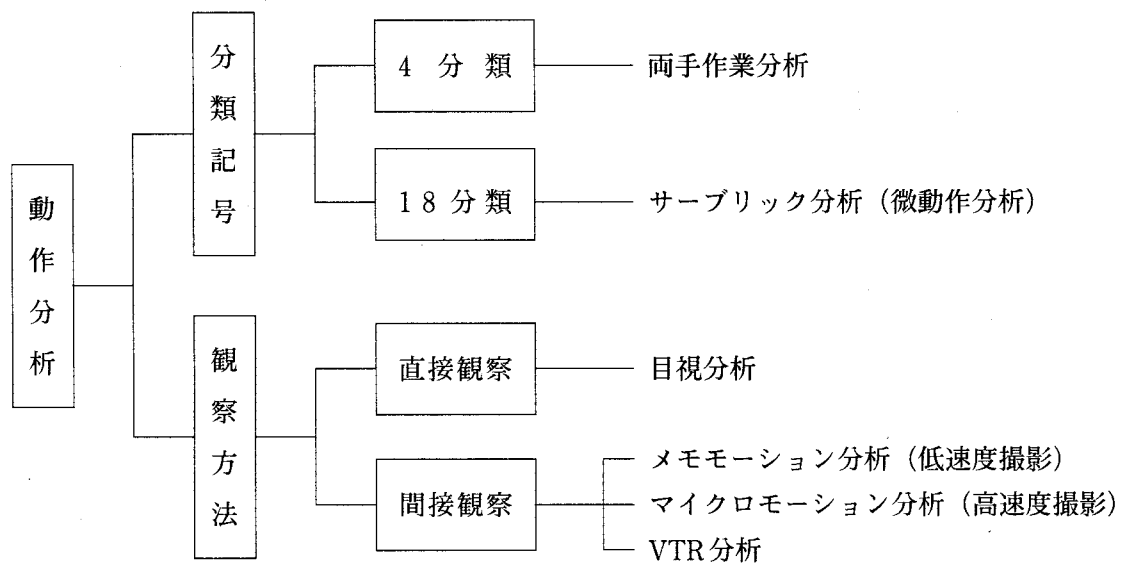 動作分析
分類記号
4分類
両手作業分析
18分類
サーブリック分析（微動作分析）
観察方法
直接観察
目視分析
間接観察
メモモーション分析（低速度撮影）
マイクロモーション分析（高速度撮影）
VTR分析